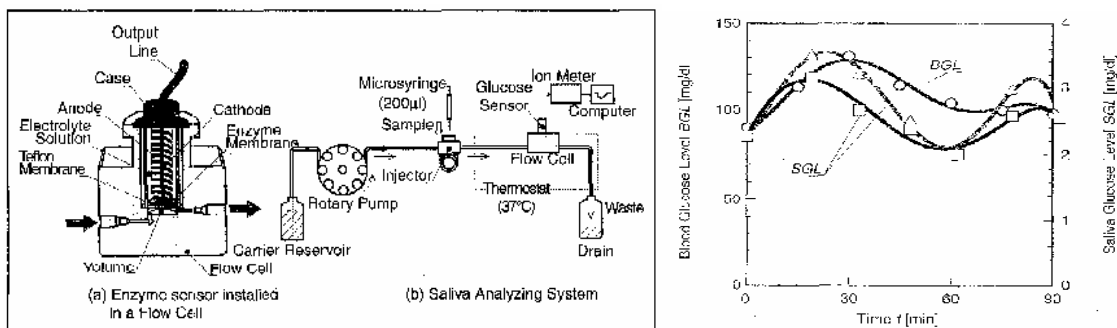 Output
Line
Case
Anode
Electrolyte
Solution
Teflon
Membrane
Cathode
Enzyme
Membrane
Volume
Flow Cell
(a) Enzyme sensor installed
in a Flow Cell
Microsyringe
(200μl)
Sampler
Glucose
Sensor
Ion Meter
Computer
Flow Cell
Injector
Rotary Pump
Thermostat
(37°C)
Waste
Carrier Reservoir
Drain
(b) Saliva Analyzing System
Blood Glucose Level BGL [mg/dl]
150
105
100
50
0
BGL
SGL
0
30
60
90
Time t [min]
4
3
2
1
0
Saliva Glucose Level SGL [mg/dl]